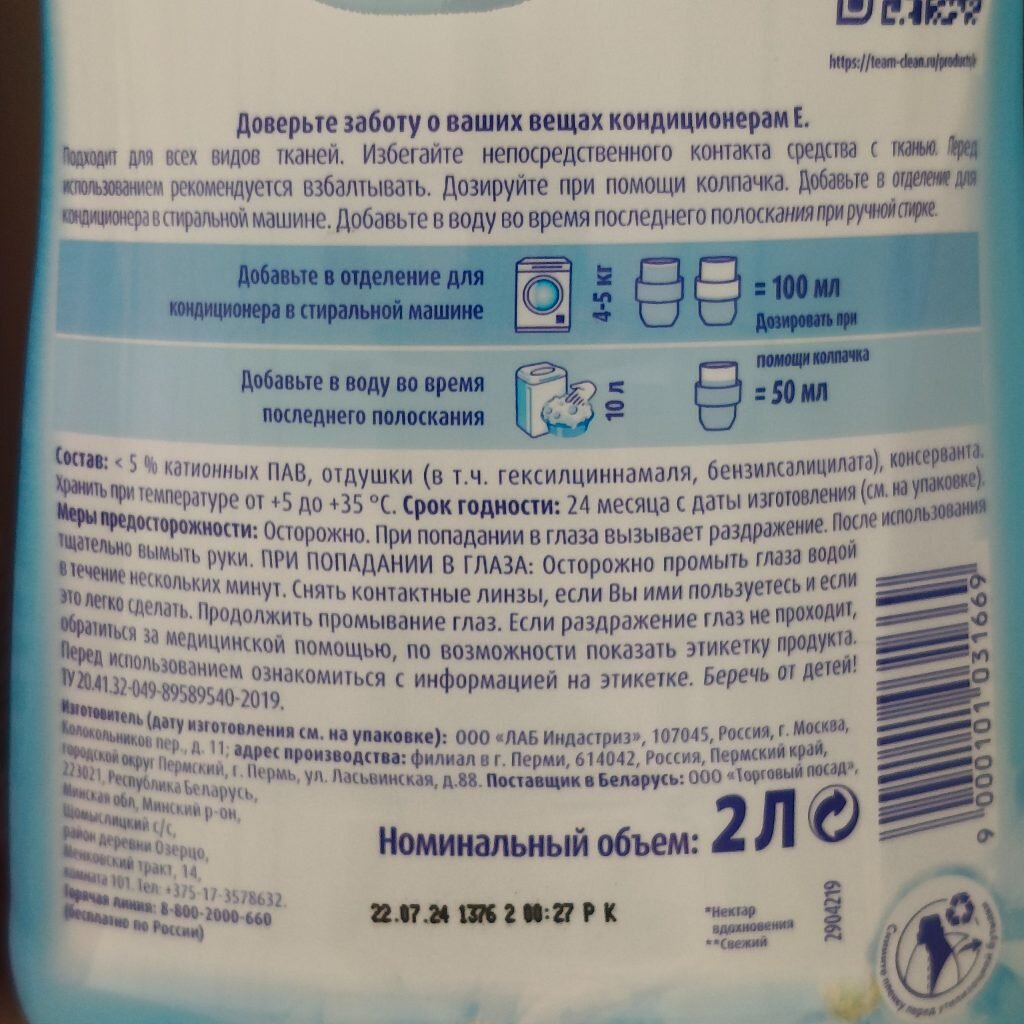 https://team-clean.ru/products/
Доверьте заботу о ваших вещах кондиционерам Е.
Подходит для всех видов тканей. Избегайте непосредственного контакта средства с тканью. Перед
использованием рекомендуется взбалтывать. Дозируйте при помощи колпачка. Добавьте в отделение для
кондиционера в стиральной машине. Добавьте в воду во время последнего полоскания при ручной стирке.
Добавьте в отделение для
кондиционера в стиральной машине
4-5 кг
= 100 мл
Дозировать при
помощи колпачка
Добавьте в воду во время
последнего полоскания
10 л
= 50 мл
Состав: < 5 % катионных ПАВ, отдушки (в т.ч. гексилциннамаля, бензилсалицилата), консерванта.
Хранить при температуре от +5 до +35 °С. Срок годности: 24 месяца с даты изготовления (см. на упаковке).
Меры предосторожности: Осторожно. При попадании в глаза вызывает раздражение. После использования
тщательно вымыть руки. ПРИ ПОПАДАНИИ В ГЛАЗА: Осторожно промыть глаза водой
в течение нескольких минут. Снять контактные линзы, если Вы ими пользуетесь и если
это легко сделать. Продолжить промывание глаз. Если раздражение глаз не проходит,
обратиться за медицинской помощью, по возможности показать этикетку продукта.
Перед использованием ознакомиться с информацией на этикетке. Беречь от детей!
ТУ 20.41.32-049-89589540-2019.
Изготовитель (дату изготовления см. на упаковке): ООО «ЛАБ Индастриз», 107045, Россия, г. Москва,
Колокольников пер., д. 11; адрес производства: филиал в г. Перми, 614042, Россия, Пермский край,
городской округ Пермский, г. Пермь, ул. Ласьвинская, д.88. Поставщик в Беларусь: ООО «Торговый посад»,
223021, Республика Беларусь,
Минская обл, Минский р-он,
Щомыслицкий с/с,
район деревни Озерцо,
Менковский тракт, 14,
комната 101. Тел: +375-17-3578632.
Горячая линия: 8-800-2000-660
(бесплатно по России)
Номинальный объем: 2 Л
22.07.24 1376 2 00:27 Р К
*Нектар
вдохновения
**Свежий
2904219
9 000101 031669
Снимите пленку перед утилизацией бутылки